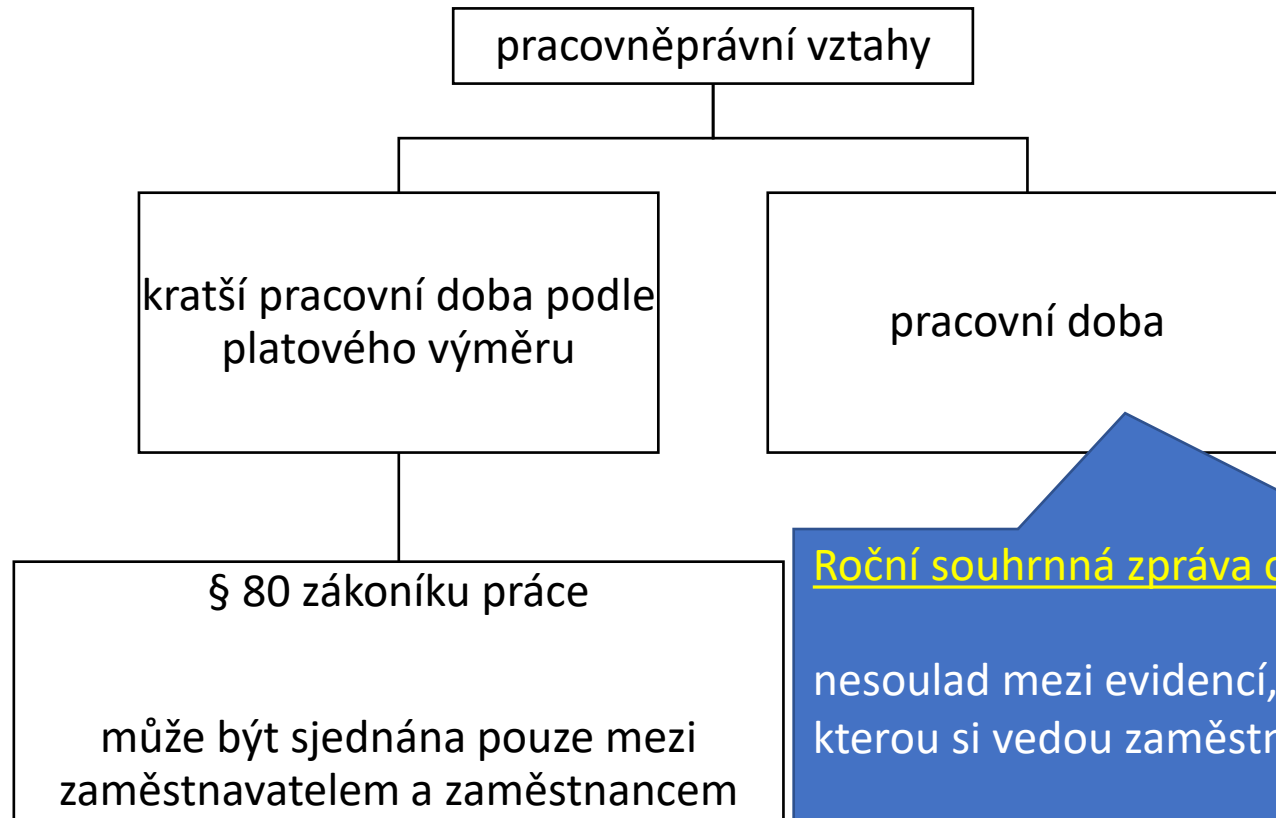 pracovněprávní vztahy
kratší pracovní doba podle
platového výměru
pracovní doba
§ 80 zákoníku práce
může být sjednána pouze mezi
zaměstnavatelem a zaměstnancem
Roční souhrnná zpráva
nesoulad mezi evidencí,
kterou si vedou